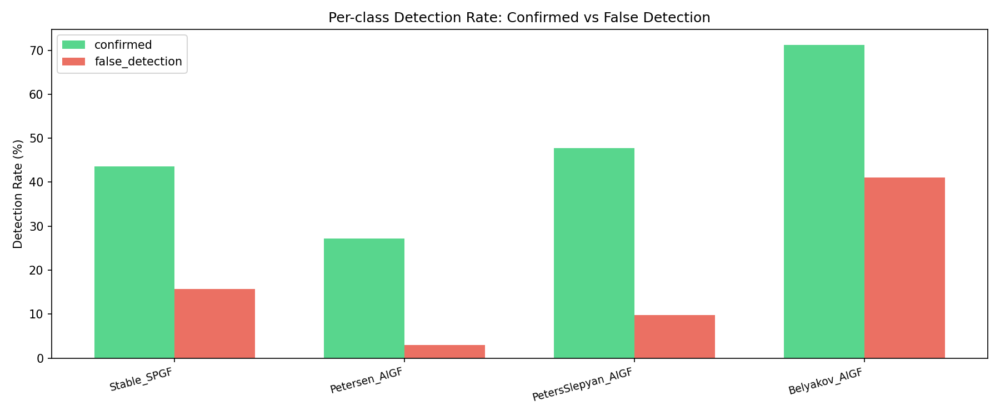 Per-class Detection Rate: Confirmed vs False Detection
confirmed
false_detection
Detection Rate (%)
70
60
50
40
30
20
10
0
Stable_SPGF
Petersen_AIGF
PetersSlepyan_AIGF
Belyakov_AIGF